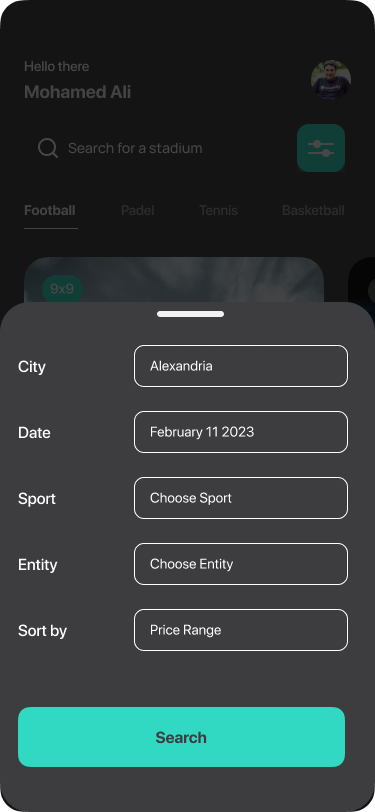 Hello there
Mohamed Ali
Search for a stadium
Football Padel Tennis Basketball
9x9
City Alexandria
Date February 11 2023
Sport Choose Sport
Entity Choose Entity
Sort by Price Range
Search